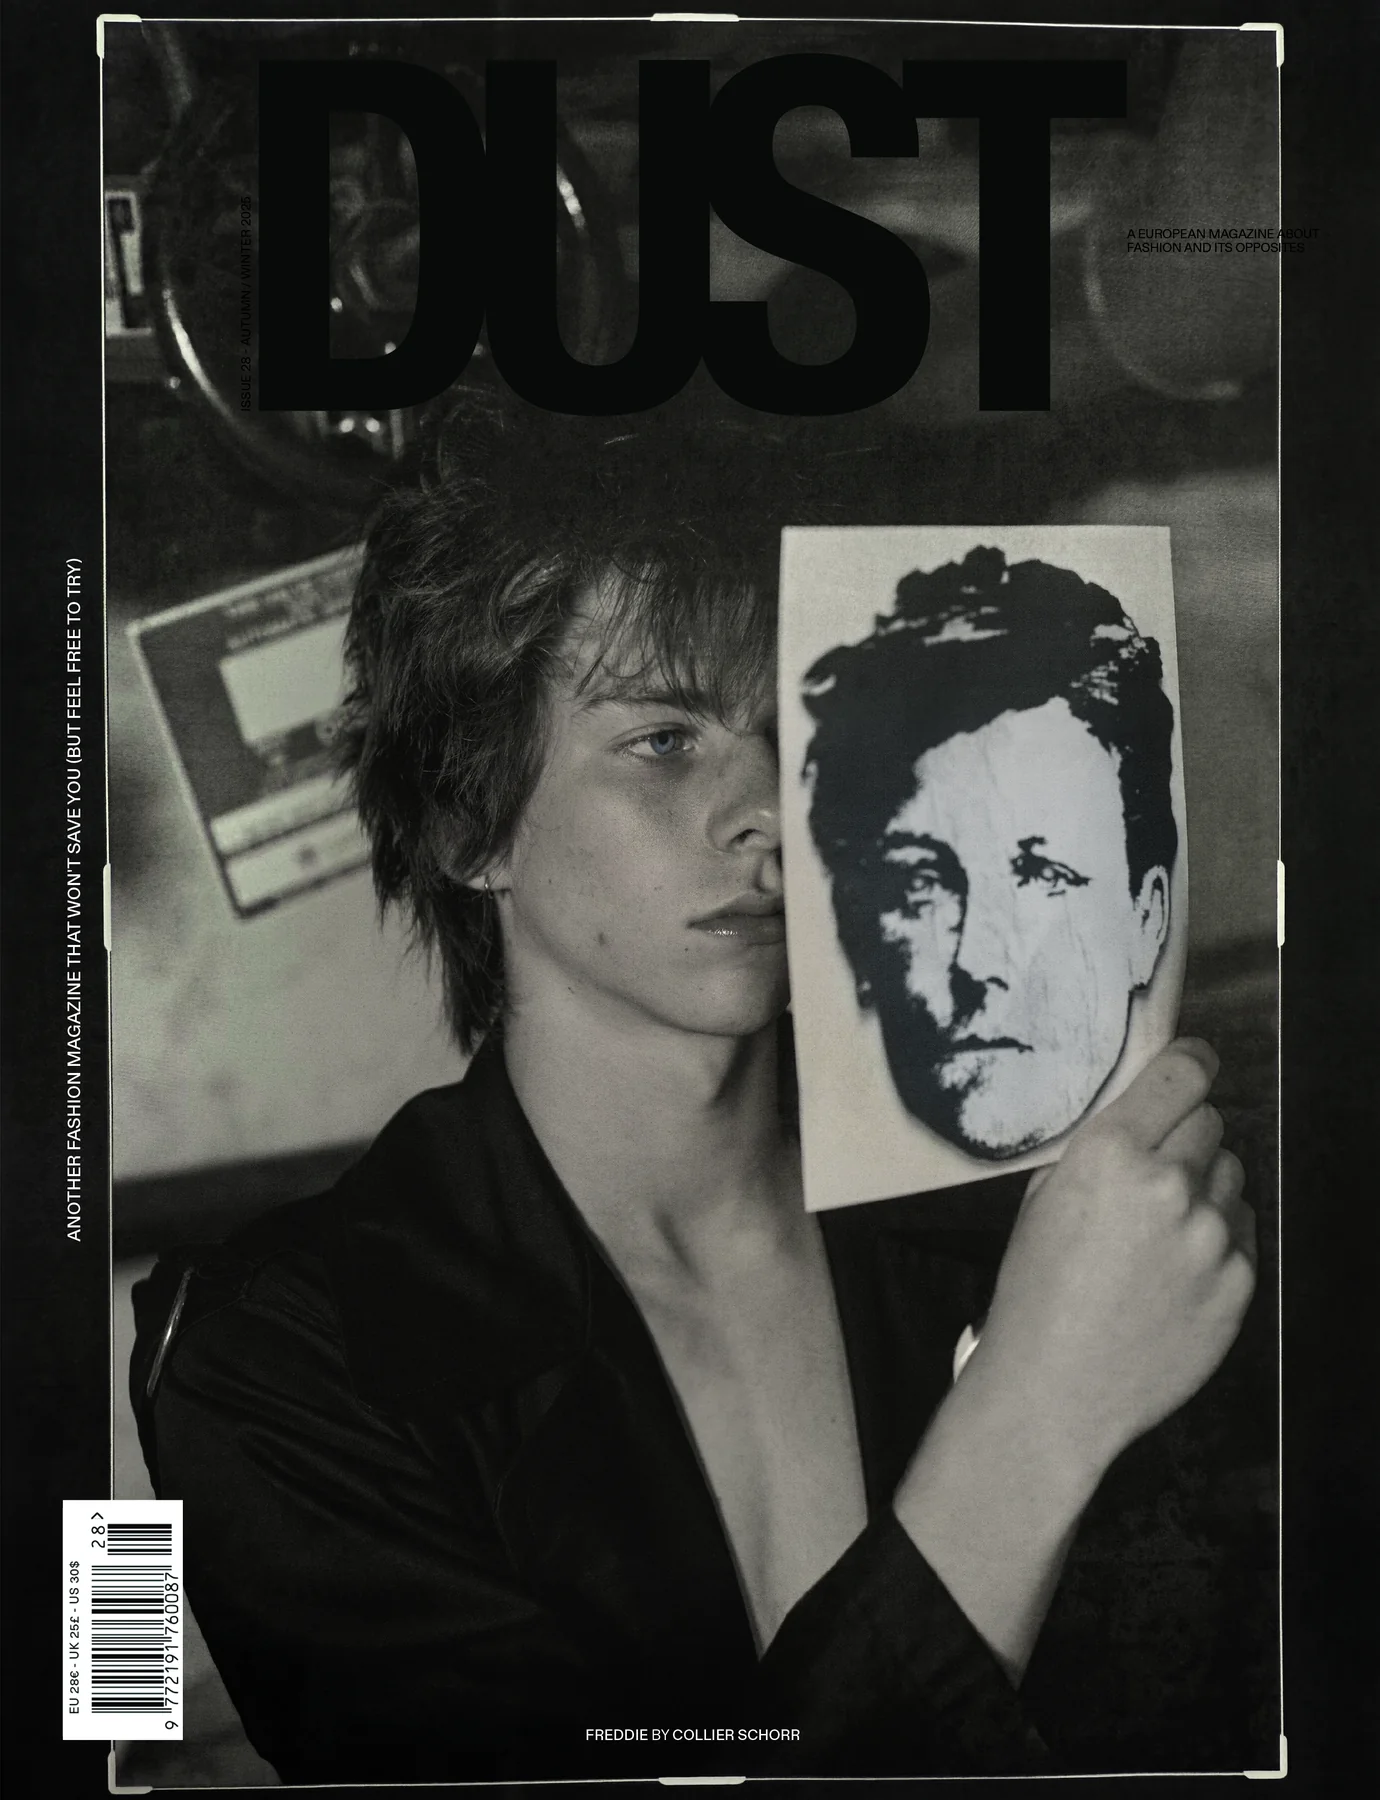 DUST
ISSUE 28 - AUTUMN / WINTER 2025
A EUROPEAN MAGAZINE ABOUT
FASHION AND ITS OPPOSITES
ANOTHER FASHION MAGAZINE THAT WON'T SAVE YOU (BUT FEEL FREE TO TRY)
EU 28€ - UK 25£ - US 30$
28>
9 772191 760087
FREDDIE BY COLLIER SCHORR